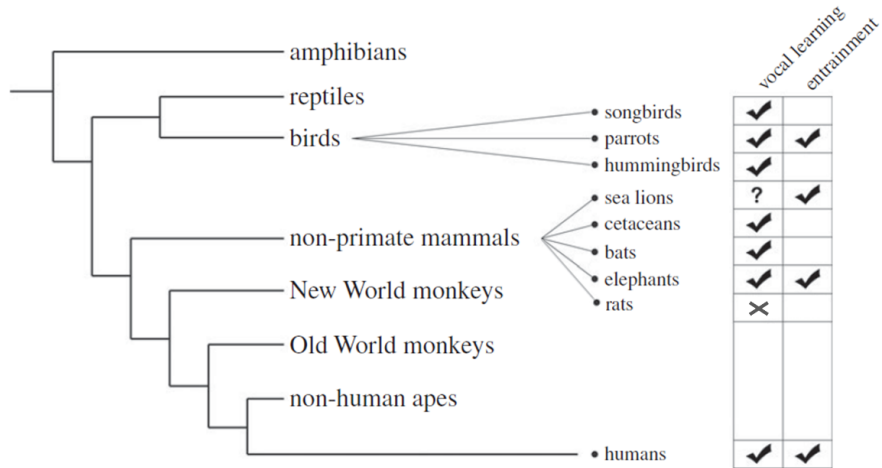 vocal learning
entrainment
amphibians
reptiles
birds
songbirds
parrots
hummingbirds
sea lions
?
non-primate mammals
cetaceans
bats
elephants
rats
New World monkeys
Old World monkeys
non-human apes
humans